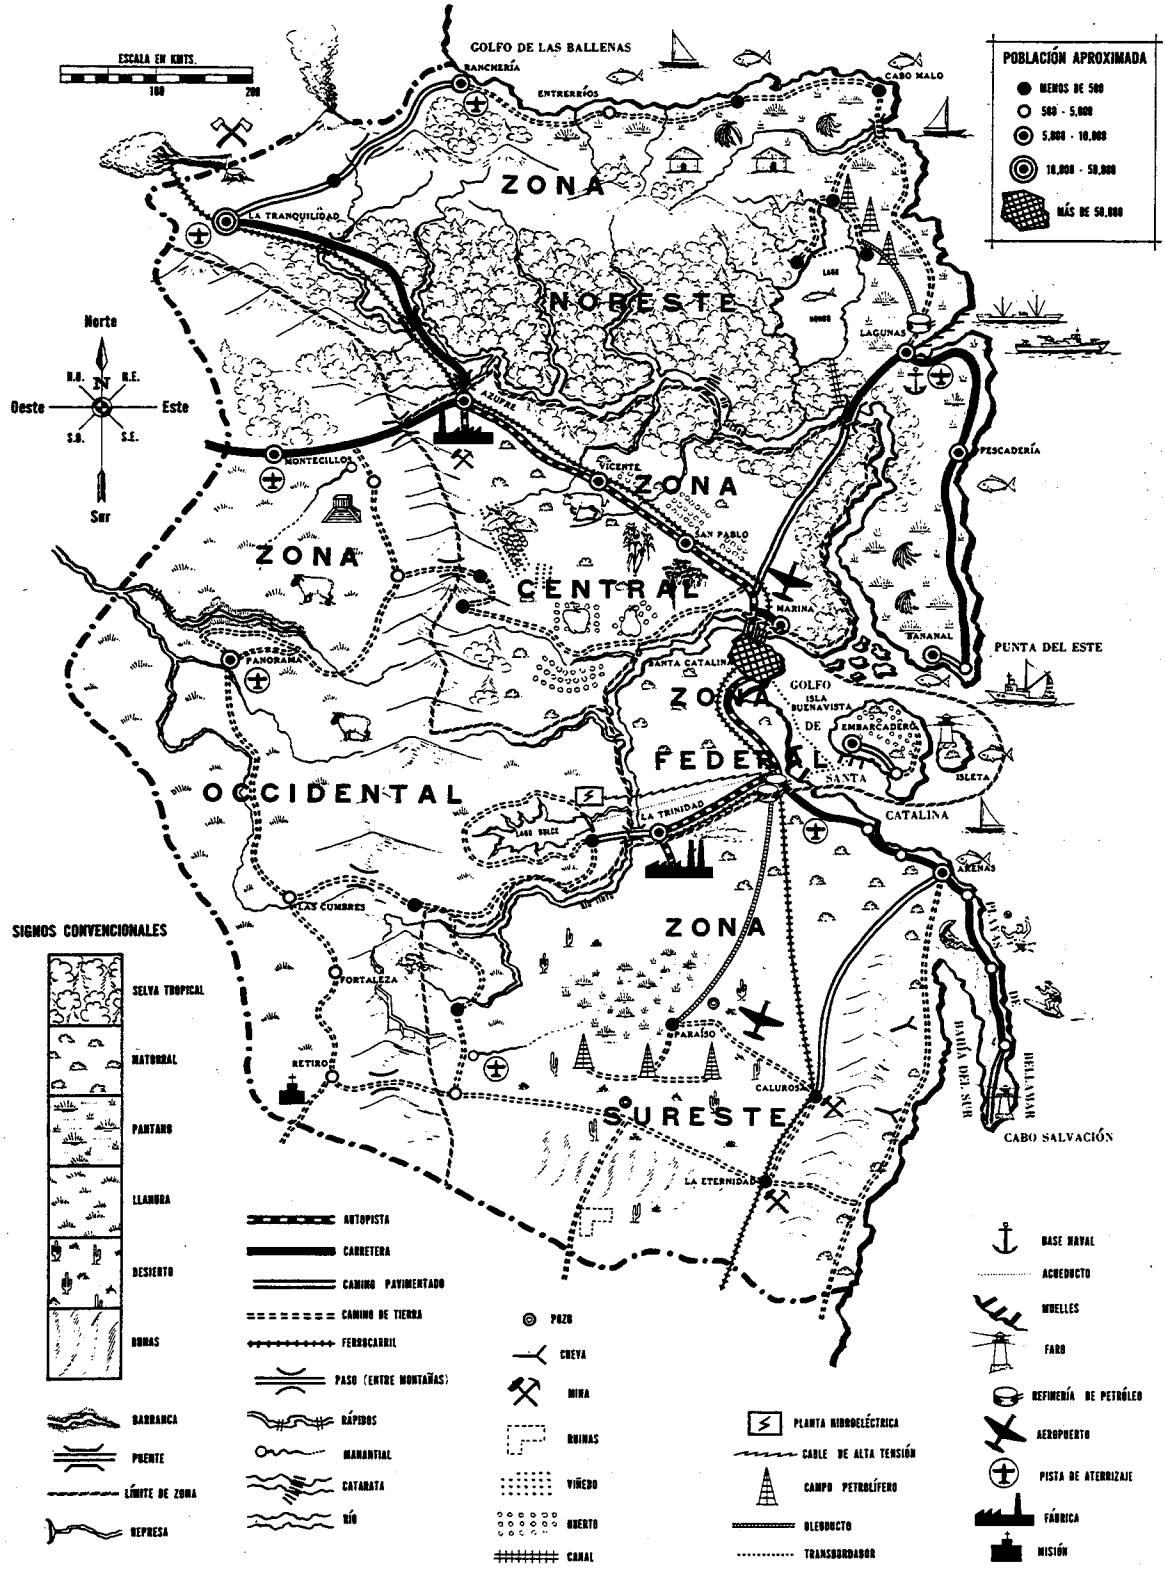 GOLFO DE LAS BALLENAS
ESCALA EN KMTS.
100
200
RANCHERÍA
ENTRERRÍOS
CABO MALO
POBLACIÓN APROXIMADA
MENOS DE 500
500 - 5,000
5,000 - 10,000
10,000 - 50,000
MÁS DE 50,000
ZONA
NORESTE
LA TRANQUILIDAD
LAGO
HONDO
LAGUNAS
Norte
N.O.
N
N.E.
Oeste
Este
S.O.
S.E.
Sur
AZUFRE
MONTECILLOS
PESCADERÍA
VICENTE
ZONA
CENTRAL
SAN PABLO
ZONA
OCCIDENTAL
MARINA
BANANAL
PUNTA DEL ESTE
PANORAMA
SANTA CATALINA
ZONA
FEDERAL
GOLFO
ISLA
BUENAVISTA
DE
EMBARCADERO
SANTA
ISLETA
CATALINA
LA TRINIDAD
LAGO DULCE
ARENAS
LAS CUMBRES
RÍO TINTO
ZONA
SURESTE
PLAYAS
DE
BELLAMAR
FORTALEZA
PARAÍSO
RETIRO
CALUROSA
BAHÍA DEL SUR
CABO SALVACIÓN
LA ETERNIDAD
SIGNOS CONVENCIONALES
SELVA TROPICAL
MATORRAL
PANTANO
LLANURA
DESIERTO
DUNAS
BARRANCA
PUENTE
LÍMITE DE ZONA
REPRESA
AUTOPISTA
CARRETERA
CAMINO PAVIMENTADO
CAMINO DE TIERRA
FERROCARRIL
PASO (ENTRE MONTAÑAS)
RÁPIDOS
MANANTIAL
CATARATA
RÍO
POZO
CUEVA
MINA
RUINAS
VIÑEDO
HUERTO
CANAL
PLANTA HIDROELÉCTRICA
CABLE DE ALTA TENSIÓN
CAMPO PETROLÍFERO
OLEODUCTO
TRANSBORDADOR
BASE NAVAL
ACUEDUCTO
MUELLES
FARO
REFINERÍA DE PETRÓLEO
AEROPUERTO
PISTA DE ATERRIZAJE
FÁBRICA
MISIÓN